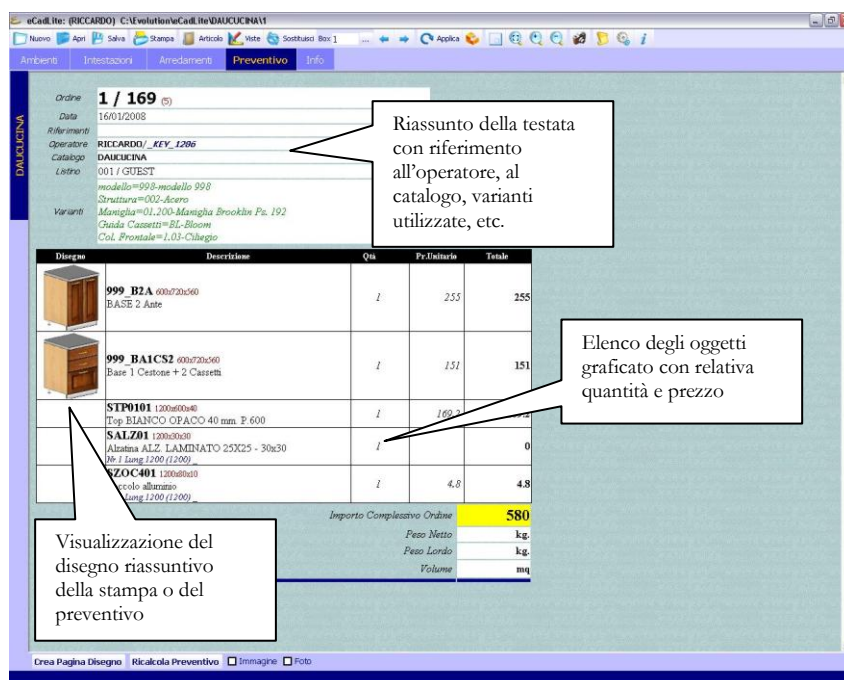 eCadLite: (RICCARDO) C:\Evolution\eCadLite\DAUCUCINA\1
Nuovo Apri Salva Stampa Articolo Viste Sostituisci Box 1 ... Applica
Ambienti Intestazioni Arredamenti Preventivo Info
DAUCUCINA
Ordine 1 / 169 (5)
Data 16/01/2008
Riferimenti
Operatore RICCARDO/_KEY_1286
Catalogo DAUCUCINA
Listino 001 / GUEST
Varianti modello=998-modello 998
Struttura=002-Acero
Maniglia=01.200-Maniglia Brooklin Ps. 192
Guida Cassetti=BL-Bloom
Col. Frontale=1.03-Ciliegio
Riassunto della testata
con riferimento
all'operatore, al
catalogo, varianti
utilizzate, etc.
Disegno Descrizione Qtà Pr.Unitario Totale
999_B2A 600x720x560
BASE 2 Ante
1 255 255
999_BA1CS2 600x720x560
Base 1 Cestone + 2 Cassetti
1 151 151
STP0101 1200x600x40
Top BIANCO OPACO 40 mm. P.600
1 169.2
SALZ01 1200x30x30
Alzatina ALZ. LAMINATO 25X25 - 30x30
Nr.1 Lung.1200 (1200)_
1 0
SZOC401 1200x80x10
alluminio
Lung.1200 (1200)_
1 4.8 4.8
Importo Complessivo Ordine 580
Peso Netto kg.
Peso Lordo kg.
Volume mq
Elenco degli oggetti
graficato con relativa
quantità e prezzo
Visualizzazione del
disegno riassuntivo
della stampa o del
preventivo
Crea Pagina Disegno Ricalcola Preventivo Immagine Foto